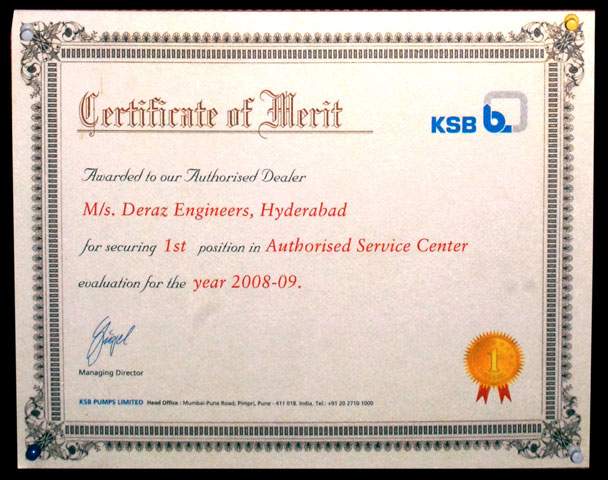 Certificate of Merit
KSB b.
Awarded to our Authorised Dealer
M/s. Deraz Engineers, Hyderabad
for securing 1st position in Authorised Service Center
evaluation for the year 2008-09.
Managing Director
1
KSB PUMPS LIMITED Head Office : Mumbai-Pune Road, Pimpri, Pune - 411 018. India. Tel.: +91 20 2710 1000